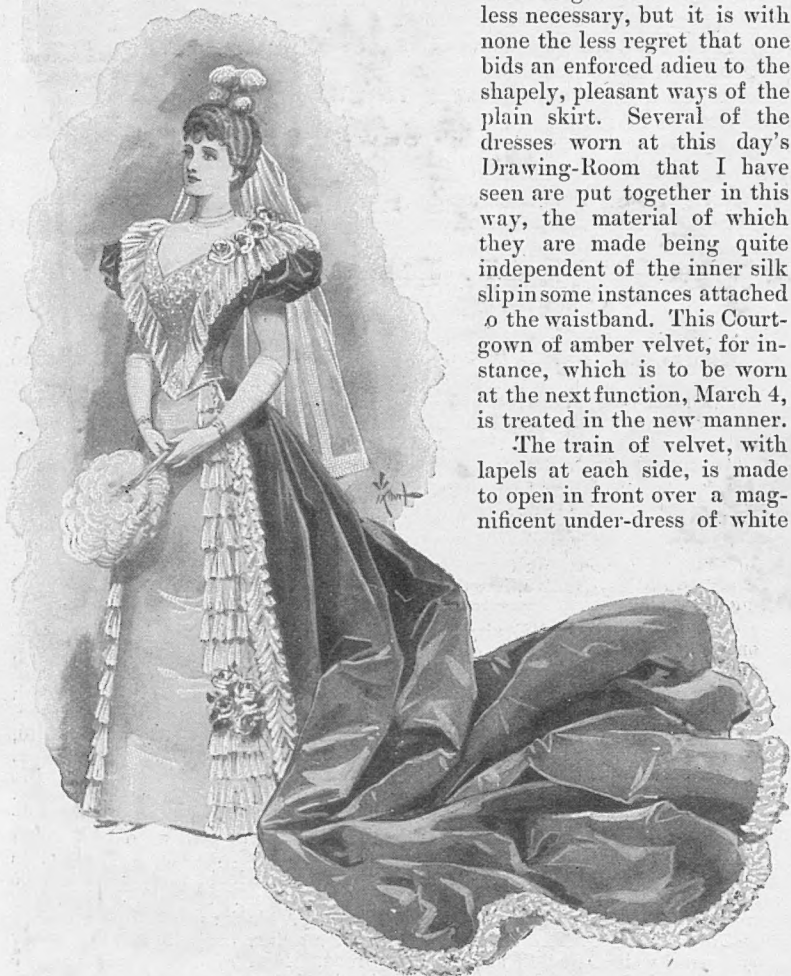 less necessary, but it is with
none the less regret that one
bids an enforced adieu to the
shapely, pleasant ways of the
plain skirt. Several of the
dresses worn at this day's
Drawing-Room that I have
seen are put together in this
way, the material of which
they are made being quite
independent of the inner silk
slip in some instances attached
o the waistband. This Court-
gown of amber velvet, for in-
stance, which is to be worn
at the next function, March 4,
is treated in the new manner.
The train of velvet, with
lapels at each side, is made
to open in front over a mag-
nificent under-dress of white